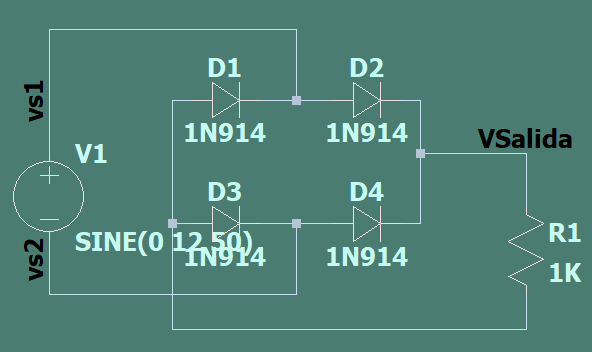 D1
D2
vs1
1N914
1N914
VSalida
V1
D3
D4
R1
SINE(0 12 50)
vs2
1N914
1N914
1K